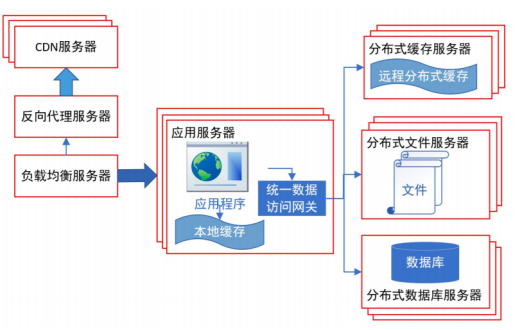 CDN服务器
反向代理服务器
负载均衡服务器
应用服务器
应用程序
本地缓存
统一数据
访问网关
分布式缓存服务器
远程分布式缓存
分布式文件服务器
文件
数据库
分布式数据库服务器